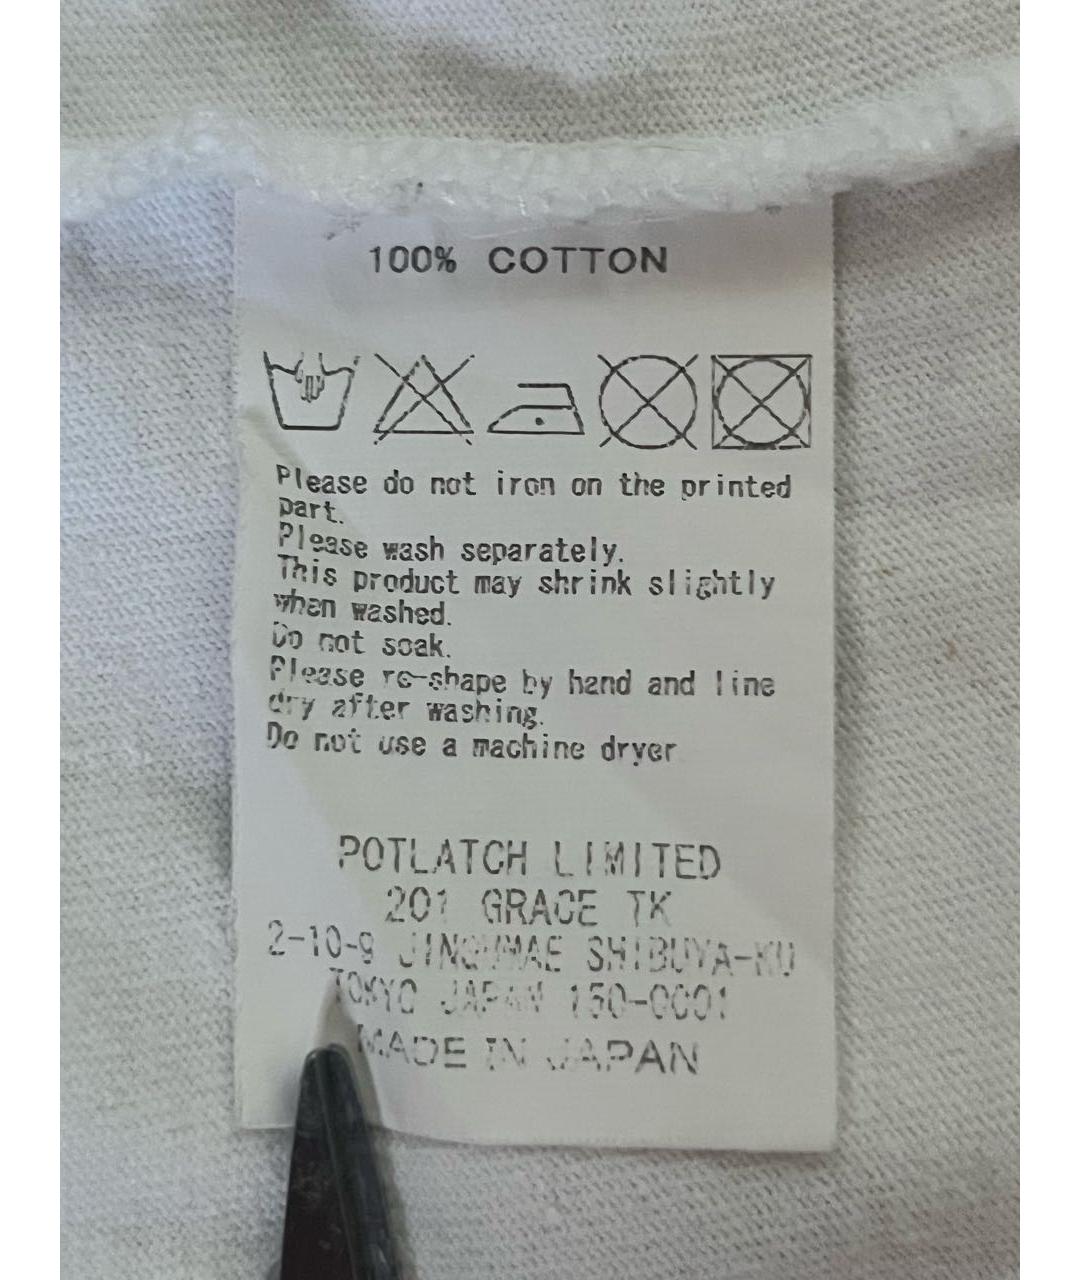 100% COTTON
Please do not iron on the printed
part.
Please wash separately.
This product may shrink slightly
when washed.
Do not soak.
Please re-shape by hand and line
dry after washing.
Do not use a machine dryer
POTLATCH LIMITED
201 GRACE TK
2-10-9 JINGUMAE SHIBUYA-KU
TOKYO JAPAN 150-0001
MADE IN JAPAN